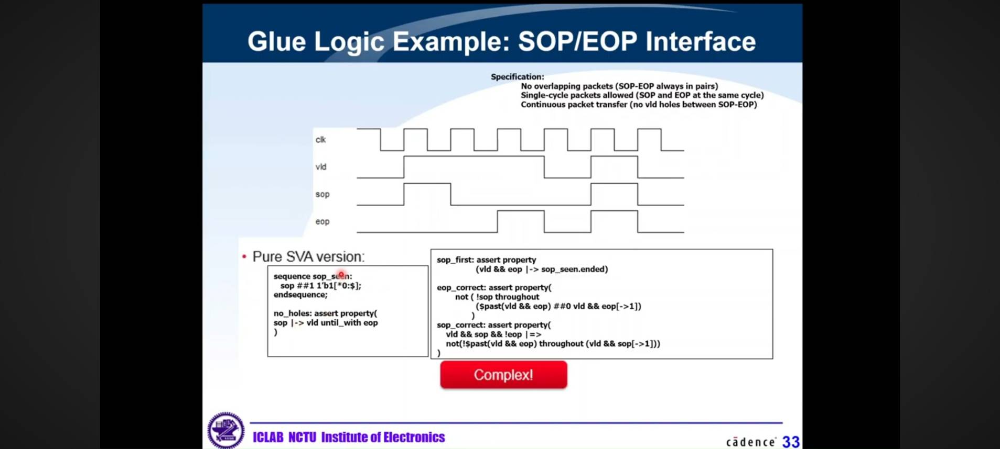 Glue Logic Example: SOP/EOP Interface
Specification:
No overlapping packets (SOP-EOP always in pairs)
Single-cycle packets allowed (SOP and EOP at the same cycle)
Continuous packet transfer (no vld holes between SOP-EOP)
clk
vld
sop
eop
• Pure SVA version:
sequence sop_seen:
sop ##1 1'b1[*0:$];
endsequence;
no_holes: assert property(
sop |-> vld until_with eop
)
sop_first: assert property
(vld && eop |-> sop_seen.ended)
eop_correct: assert property(
not ( !sop throughout
($past(vld && eop) ##0 vld && eop[->1])
)
sop_correct: assert property(
vld && sop && !eop |=>
not(!$past(vld && eop) throughout (vld && sop[->1]))
)
Complex!
ICLAB NCTU Institute of Electronics
cādence 33